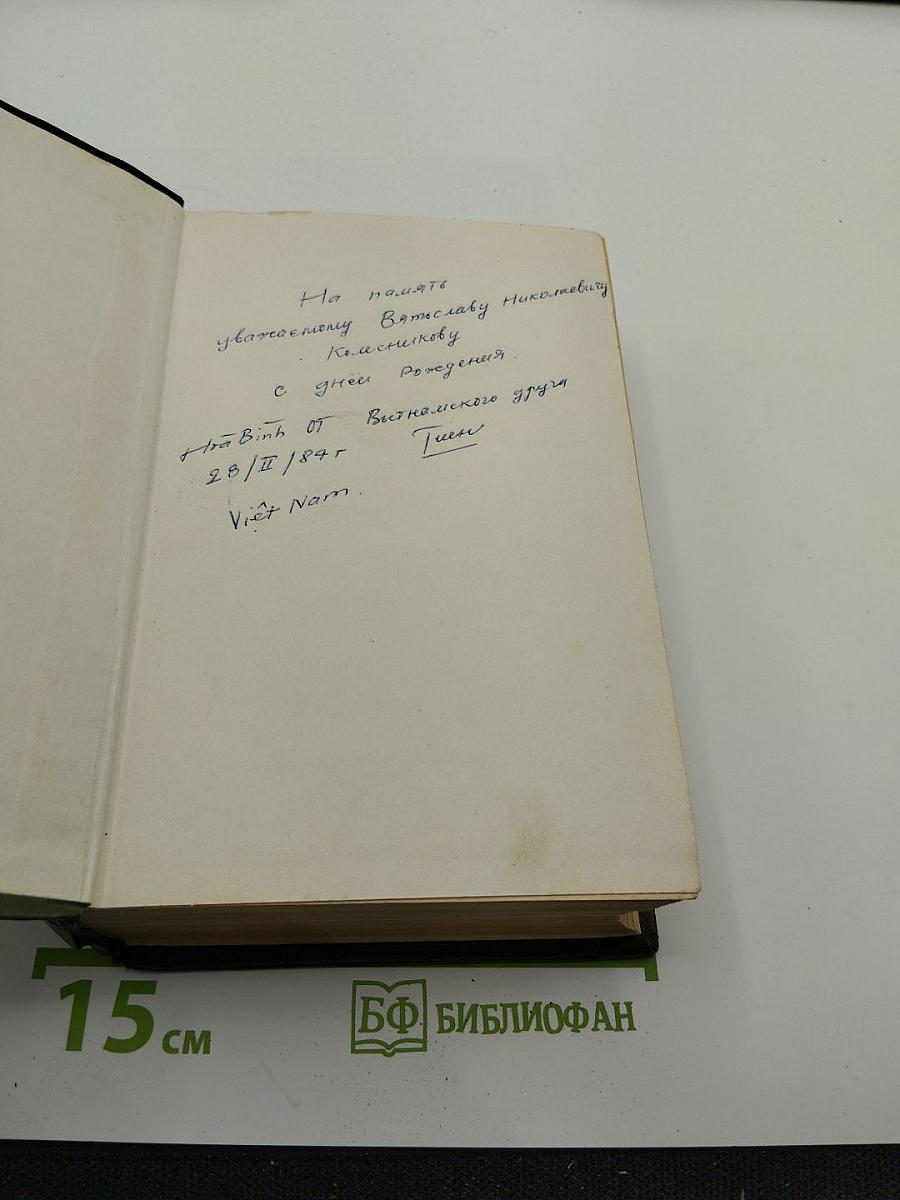 На память
уважаемому Вячеславу Николаевичу
Колесникову
с днём Рождения.
Hoà Bình от Вьетнамского друга
28/II/84 г Тиен
Việt Nam.
15 см
БФ БИБЛИОФАН